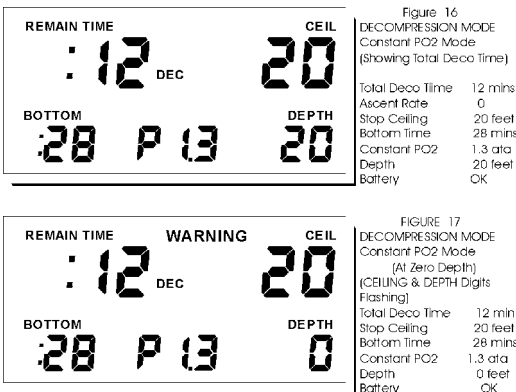 REMAIN TIME CEIL
:12 DEC 20
BOTTOM DEPTH
:28 P 1.3 20
Figure 16
DECOMPRESSION MODE
Constant PO2 Mode
(Showing Total Deco Time)
Total Deco Tiime 12 mins
Ascent Rate 0
Stop Ceiling 20 feet
Bottom Time 28 mins
Constant PO2 1.3 ata
Depth 20 feet
Battery OK
REMAIN TIME WARNING CEIL
:12 DEC 20
BOTTOM DEPTH
:28 P 1.3 0
FIGURE 17
DECOMPRESSION MODE
Constant PO2 Mode
(At Zero Depth)
(CEILING & DEPTH Digits
Flashing)
Total Deco Time 12 min
Stop Ceiling 20 feet
Bottom Time 28 mins
Constant PO2 1.3 ata
Depth 0 feet
Battery OK